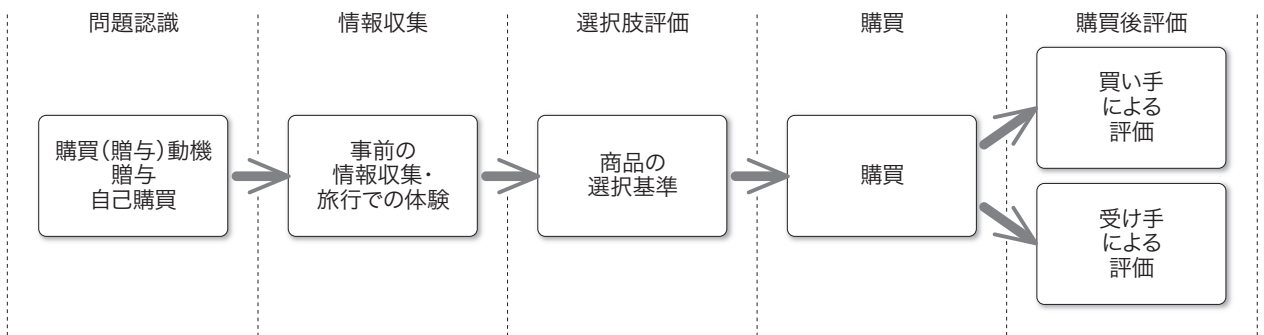 問題認識
情報収集
選択肢評価
購買
購買後評価
購買（贈与）動機
贈与
自己購買
事前の
情報収集・
旅行での体験
商品の
選択基準
購買
買い手
による
評価
受け手
による
評価